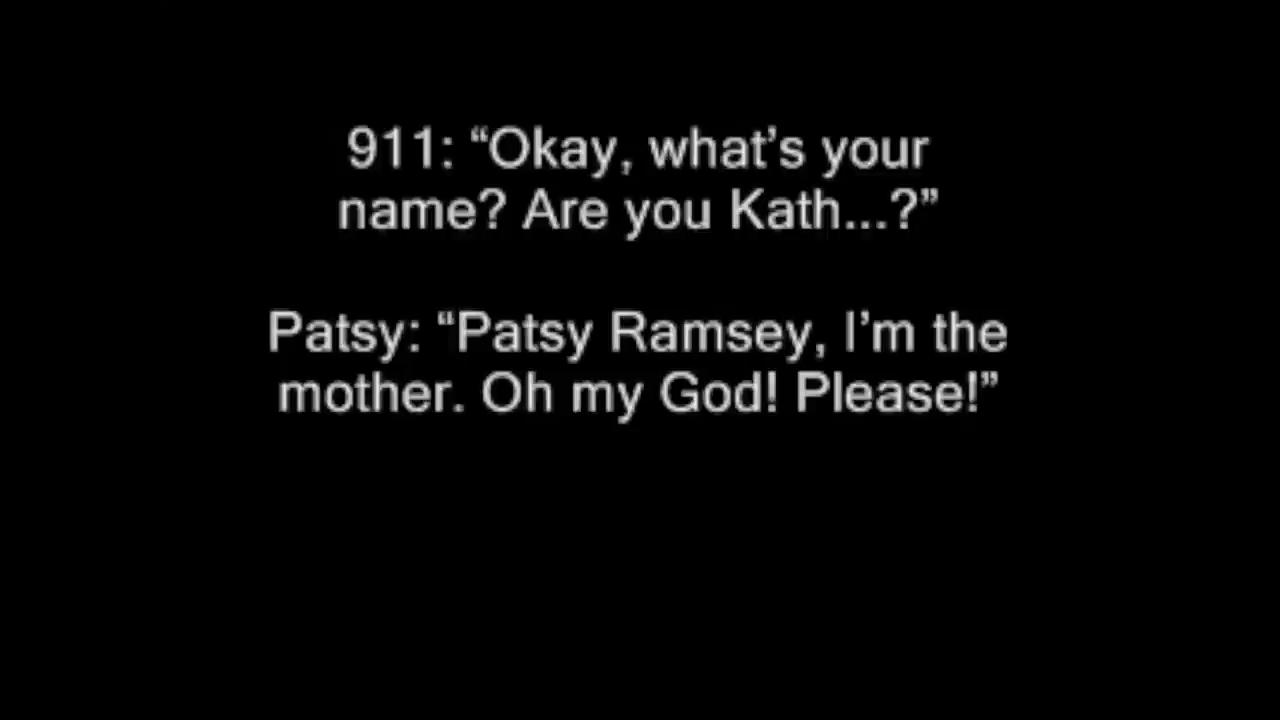 911: “Okay, what’s your
name? Are you Kath...?”
Patsy: “Patsy Ramsey, I’m the
mother. Oh my God! Please!”